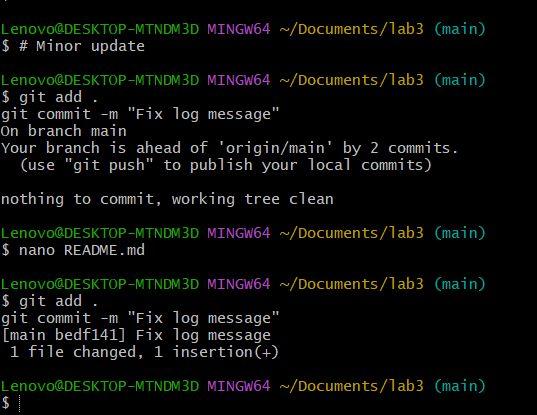 Lenovo@DESKTOP-MTNDM3D MINGW64 ~/Documents/lab3 (main)
$ # Minor update
Lenovo@DESKTOP-MTNDM3D MINGW64 ~/Documents/lab3 (main)
$ git add .
git commit -m "Fix log message"
On branch main
Your branch is ahead of 'origin/main' by 2 commits.
  (use "git push" to publish your local commits)
nothing to commit, working tree clean
Lenovo@DESKTOP-MTNDM3D MINGW64 ~/Documents/lab3 (main)
$ nano README.md
Lenovo@DESKTOP-MTNDM3D MINGW64 ~/Documents/lab3 (main)
$ git add .
git commit -m "Fix log message"
[main bedf141] Fix log message
 1 file changed, 1 insertion(+)
Lenovo@DESKTOP-MTNDM3D MINGW64 ~/Documents/lab3 (main)
$